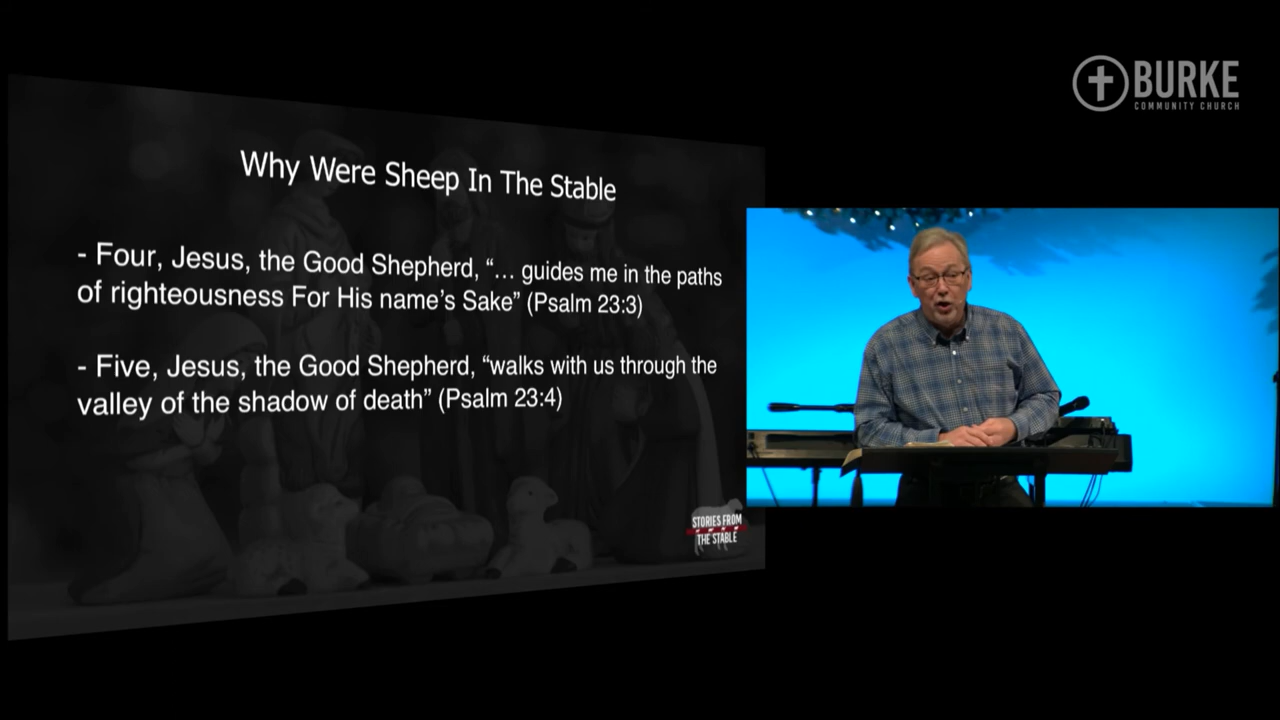 BURKE
COMMUNITY CHURCH
Why Were Sheep In The Stable
- Four, Jesus, the Good Shepherd, “... guides me in the paths
of righteousness For His name’s Sake” (Psalm 23:3)
- Five, Jesus, the Good Shepherd, “walks with us through the
valley of the shadow of death” (Psalm 23:4)
STORIES FROM
THE STABLE